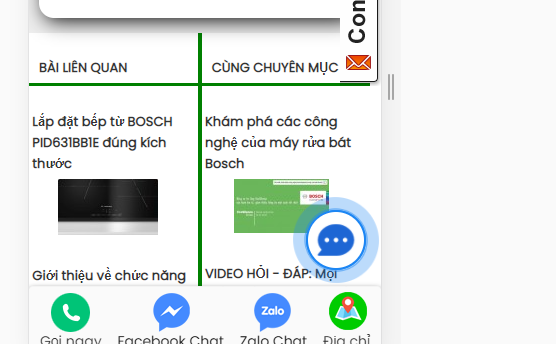 Con
BÀI LIÊN QUAN
CÙNG CHUYÊN MỤC
Lắp đặt bếp từ BOSCH
PID631BB1E đúng kích
thước
Khám phá các công
nghệ của máy rửa bát
Bosch
BOSCH
Giới thiệu về chức năng
VIDEO HỎI - ĐÁP: Mọi
Zalo
Gọi ngay
Facebook Chat
Zalo Chat
Địa chỉ